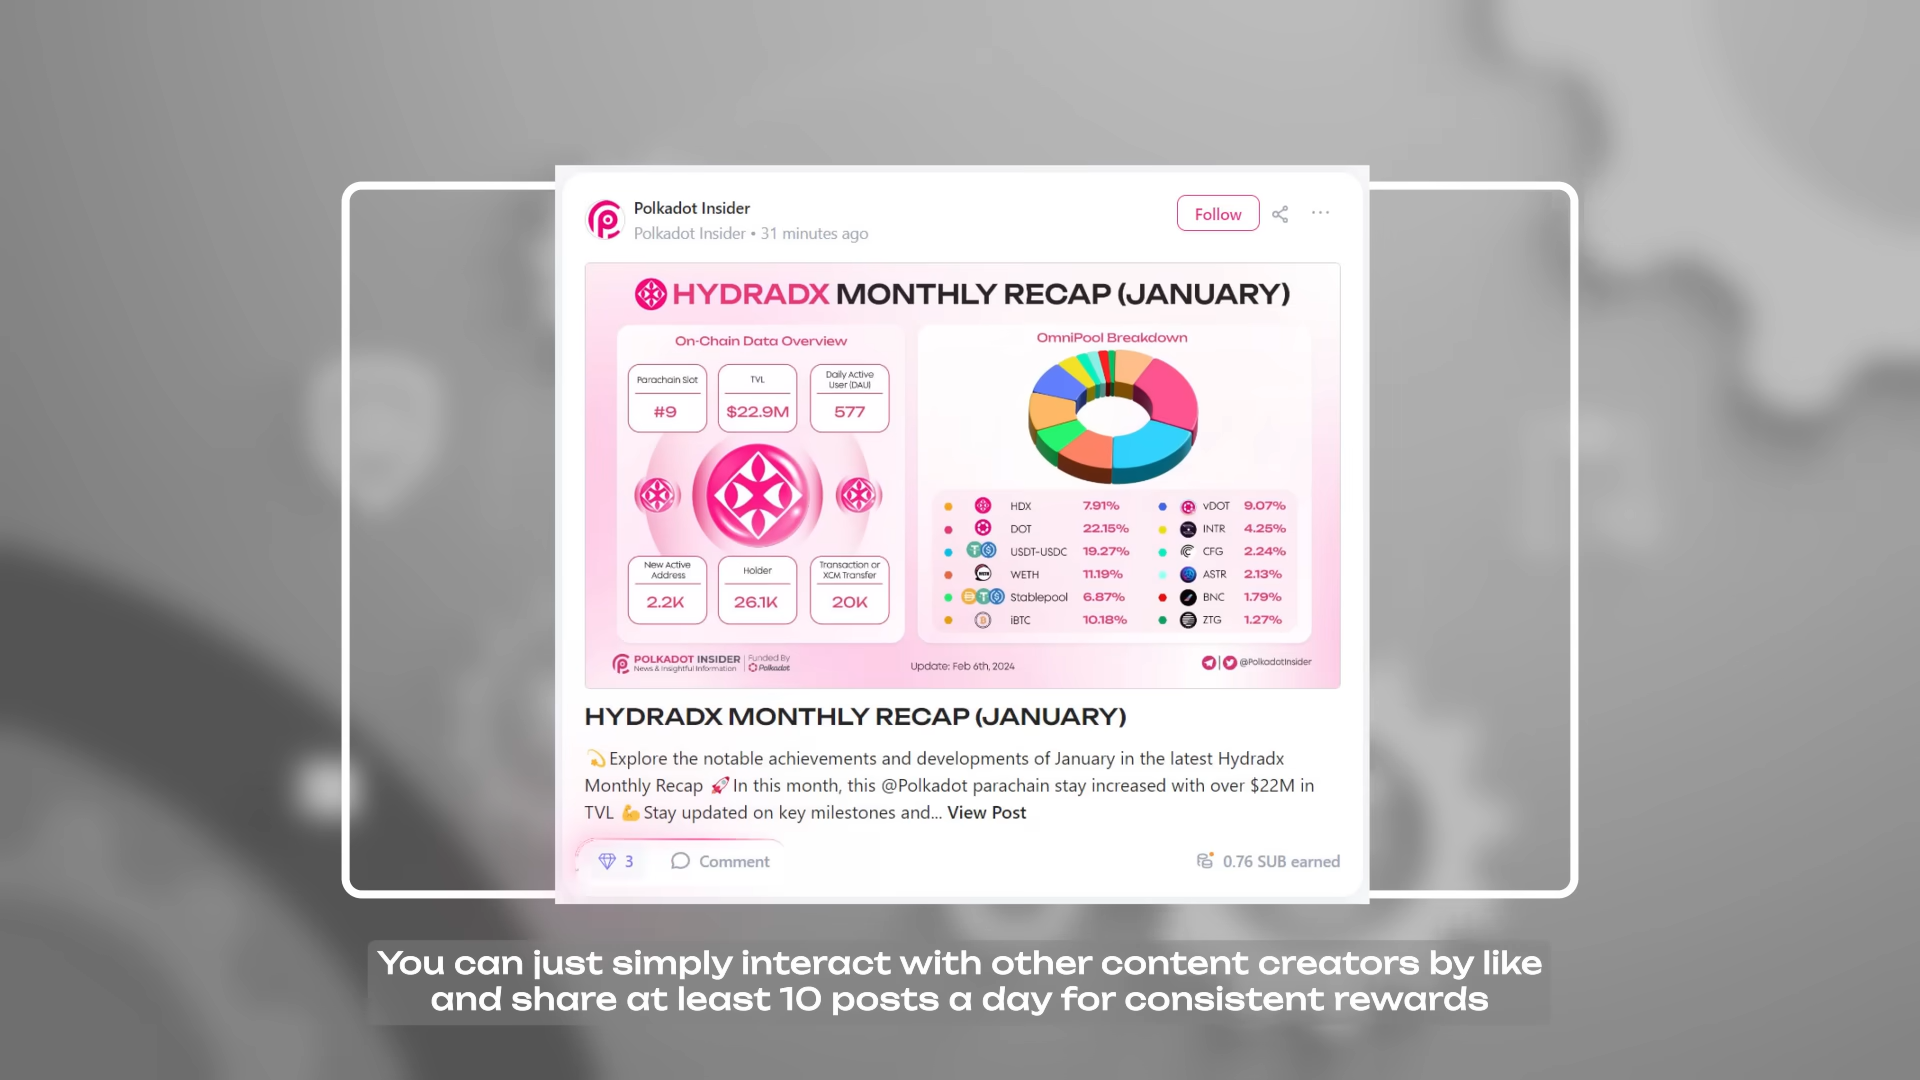 Polkadot Insider
Polkadot Insider • 31 minutes ago
Follow
HYDRADX MONTHLY RECAP (JANUARY)
On-Chain Data Overview
Parachain Slot
#9
TVL
$22.9M
Daily Active
User (DAU)
577
New Active
Address
2.2K
Holder
26.1K
Transaction or
XCM Transfer
20K
OmniPool Breakdown
HDX 7.91%
DOT 22.15%
USDT-USDC 19.27%
WETH 11.19%
Stablepool 6.87%
iBTC 10.18%
vDOT 9.07%
INTR 4.25%
CFG 2.24%
ASTR 2.13%
BNC 1.79%
ZTG 1.27%
POLKADOT INSIDER
News & Insightful Information
Funded By
Polkadot
Update: Feb 6th, 2024
@PolkadotInsider
HYDRADX MONTHLY RECAP (JANUARY)
💫Explore the notable achievements and developments of January in the latest Hydradx
Monthly Recap 🚀In this month, this @Polkadot parachain stay increased with over $22M in
TVL 💪Stay updated on key milestones and... View Post
3
Comment
0.76 SUB earned
You can just simply interact with other content creators by like
and share at least 10 posts a day for consistent rewards